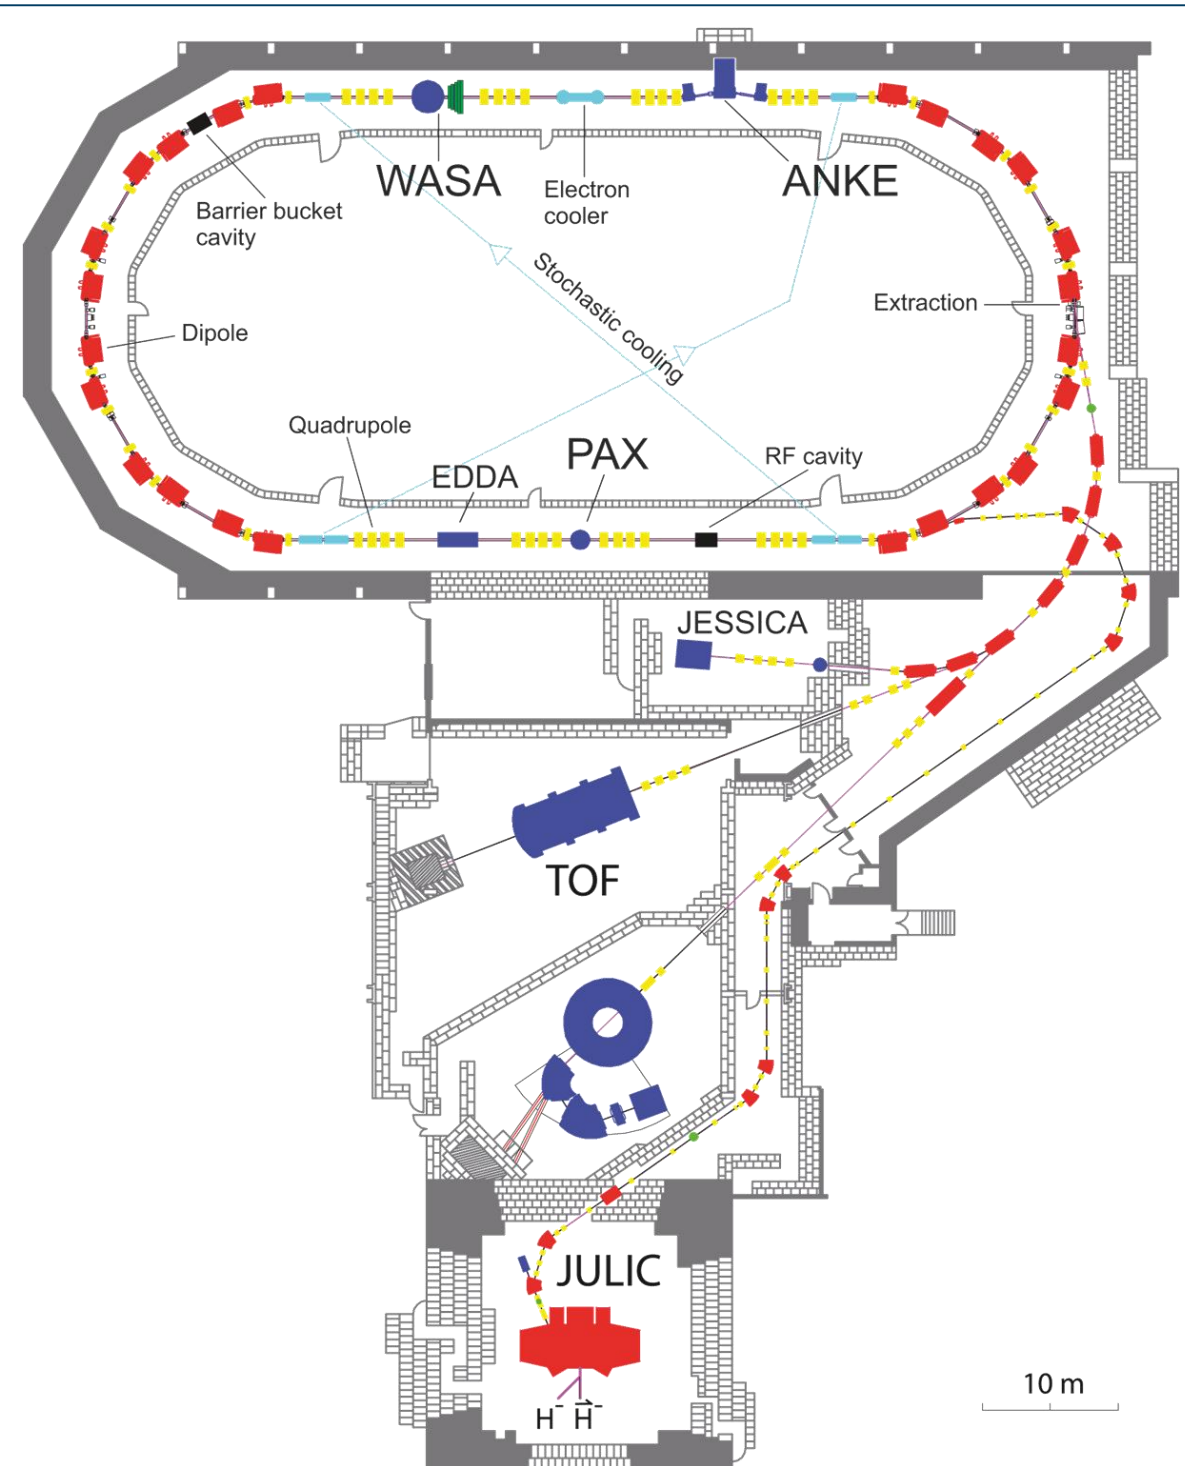 WASA
Electron
cooler
ANKE
Barrier bucket
cavity
Stochastic cooling
Extraction
Dipole
Quadrupole
EDDA
PAX
RF cavity
JESSICA
TOF
JULIC
H⁻ H⃗⁻
10 m